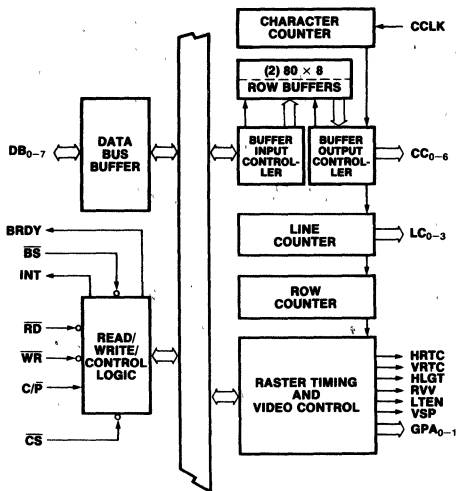 CHARACTER
COUNTER
CCLK
(2) 80 × 8
ROW BUFFERS
DATA
BUS
BUFFER
DB0–7
BUFFER
INPUT
CONTROL-
LER
BUFFER
OUTPUT
CONTROL-
LER
CC0–6
BRDY
BS
INT
LINE
COUNTER
LC0–3
ROW
COUNTER
RD
WR
C/P
CS
READ/
WRITE/
CONTROL
LOGIC
RASTER TIMING
AND
VIDEO CONTROL
HRTC
VRTC
HLGT
RVV
LTEN
VSP
GPA0–1